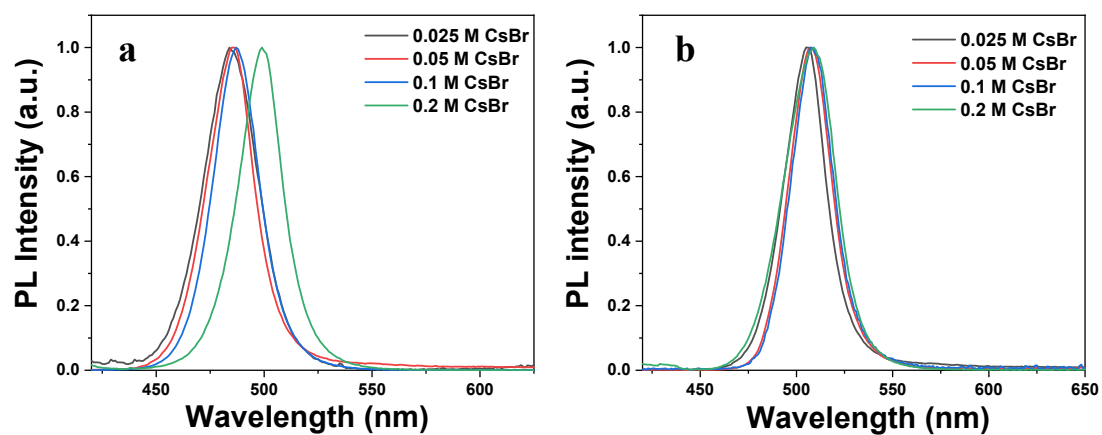 a
0.025 M CsBr
0.05 M CsBr
0.1 M CsBr
0.2 M CsBr
PL Intensity (a.u.)
1.0
0.8
0.6
0.4
0.2
0.0
450 500 550 600
Wavelength (nm)
b
0.025 M CsBr
0.05 M CsBr
0.1 M CsBr
0.2 M CsBr
PL intensity (a.u.)
1.0
0.8
0.6
0.4
0.2
0.0
450 500 550 600 650
Wavelength (nm)